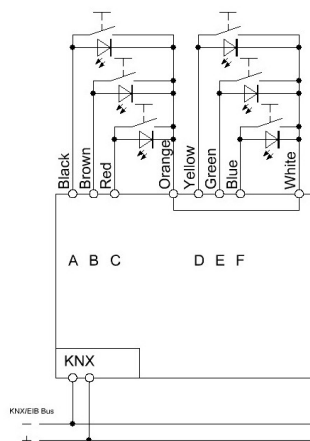 Black
Brown
Red
Orange
Yellow
Green
Blue
White
A B C D E F
KNX
KNX/EIB Bus
—
+